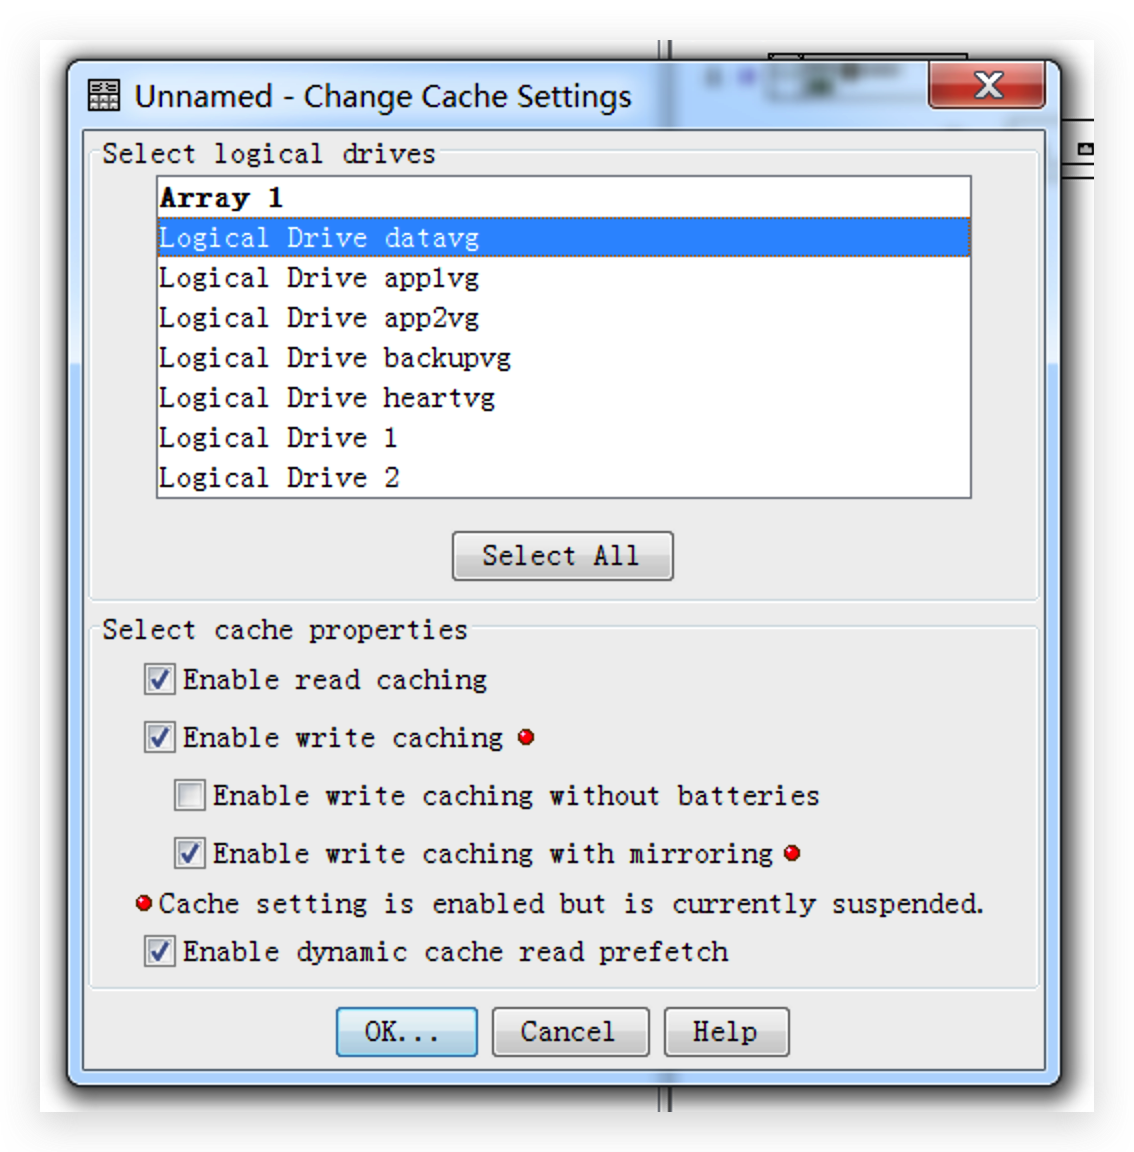 Unnamed - Change Cache Settings
Select logical drives
Array 1
Logical Drive datavg
Logical Drive app1vg
Logical Drive app2vg
Logical Drive backupvg
Logical Drive heartvg
Logical Drive 1
Logical Drive 2
Select All
Select cache properties
Enable read caching
Enable write caching
Enable write caching without batteries
Enable write caching with mirroring
Cache setting is enabled but is currently suspended.
Enable dynamic cache read prefetch
OK... Cancel Help